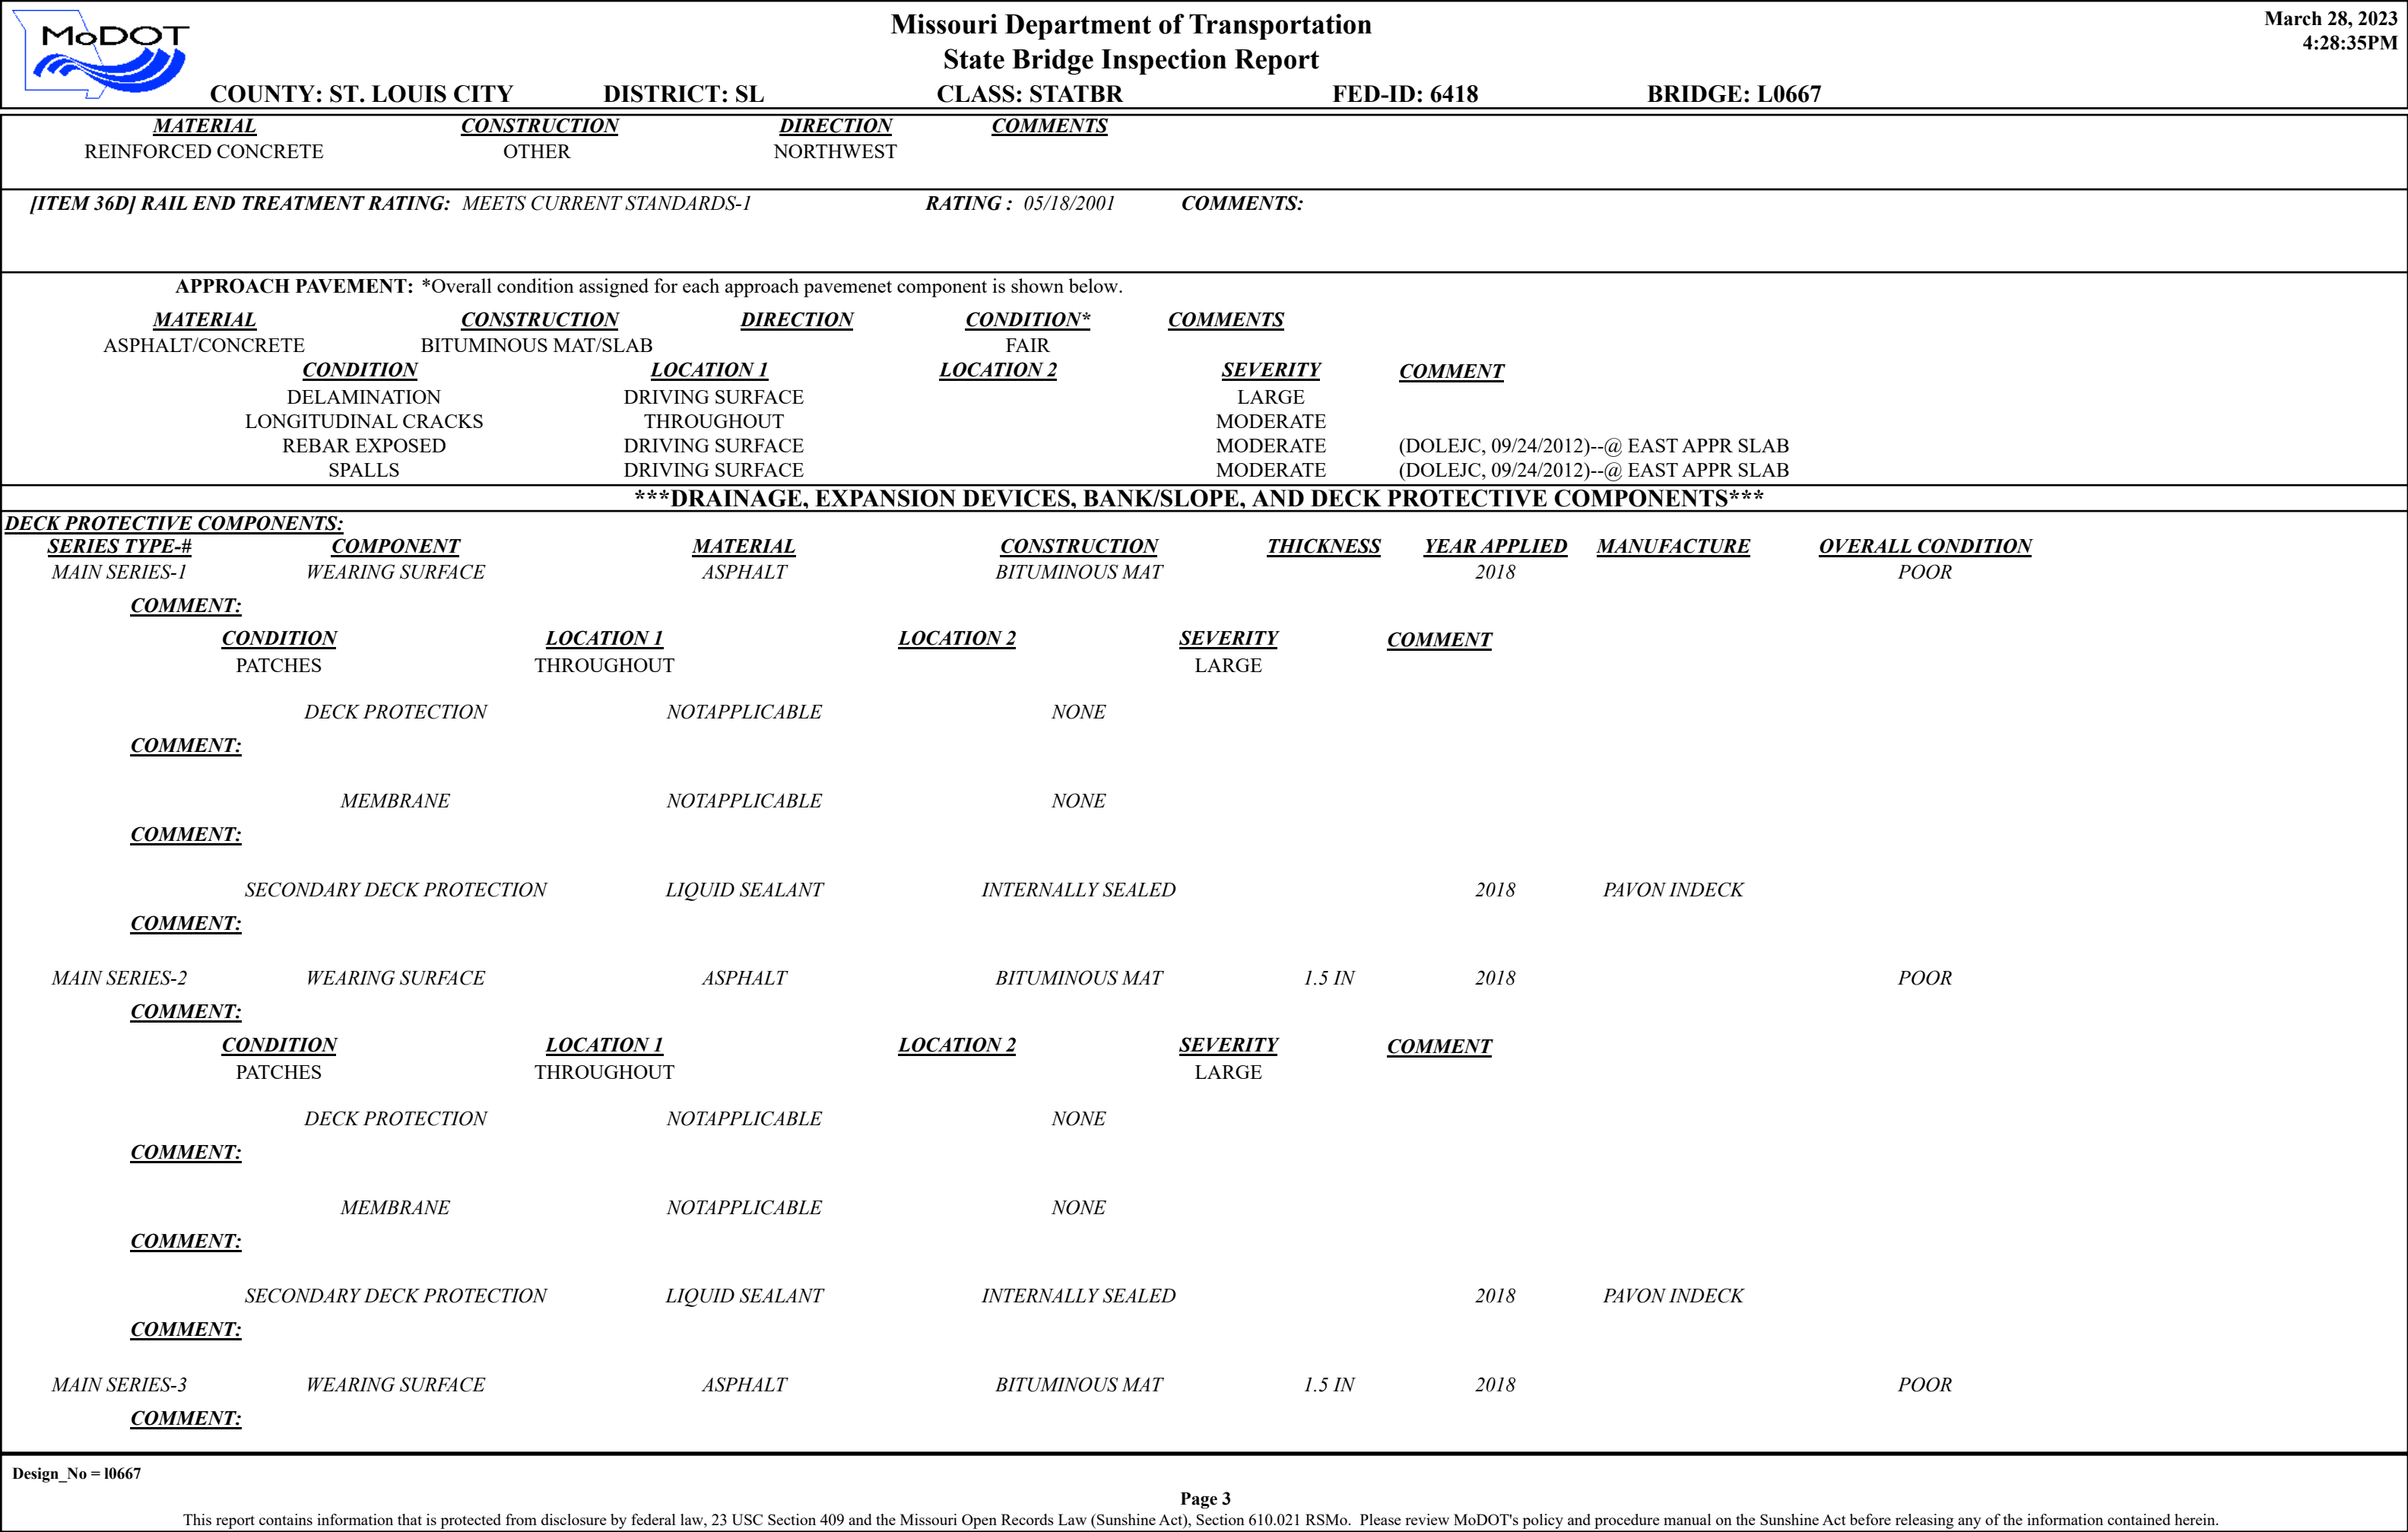 MoDOT
Missouri Department of Transportation
State Bridge Inspection Report
March 28, 2023
4:28:35PM
COUNTY: ST. LOUIS CITY DISTRICT: SL CLASS: STATBR FED-ID: 6418 BRIDGE: L0667
MATERIAL CONSTRUCTION DIRECTION COMMENTS
REINFORCED CONCRETE OTHER NORTHWEST
[ITEM 36D] RAIL END TREATMENT RATING: MEETS CURRENT STANDARDS-1 RATING : 05/18/2001 COMMENTS:
APPROACH PAVEMENT: *Overall condition assigned for each approach pavemenet component is shown below.
MATERIAL CONSTRUCTION DIRECTION CONDITION* COMMENTS
ASPHALT/CONCRETE BITUMINOUS MAT/SLAB FAIR
CONDITION LOCATION 1 LOCATION 2 SEVERITY COMMENT
DELAMINATION DRIVING SURFACE LARGE
LONGITUDINAL CRACKS THROUGHOUT MODERATE
REBAR EXPOSED DRIVING SURFACE MODERATE (DOLEJC, 09/24/2012)--@ EAST APPR SLAB
SPALLS DRIVING SURFACE MODERATE (DOLEJC, 09/24/2012)--@ EAST APPR SLAB
***DRAINAGE, EXPANSION DEVICES, BANK/SLOPE, AND DECK PROTECTIVE COMPONENTS***
DECK PROTECTIVE COMPONENTS:
SERIES TYPE-# COMPONENT MATERIAL CONSTRUCTION THICKNESS YEAR APPLIED MANUFACTURE OVERALL CONDITION
MAIN SERIES-1 WEARING SURFACE ASPHALT BITUMINOUS MAT 2018 POOR
COMMENT:
CONDITION LOCATION 1 LOCATION 2 SEVERITY COMMENT
PATCHES THROUGHOUT LARGE
DECK PROTECTION NOTAPPLICABLE NONE
COMMENT:
MEMBRANE NOTAPPLICABLE NONE
COMMENT:
SECONDARY DECK PROTECTION LIQUID SEALANT INTERNALLY SEALED 2018 PAVON INDECK
COMMENT:
MAIN SERIES-2 WEARING SURFACE ASPHALT BITUMINOUS MAT 1.5 IN 2018 POOR
COMMENT:
CONDITION LOCATION 1 LOCATION 2 SEVERITY COMMENT
PATCHES THROUGHOUT LARGE
DECK PROTECTION NOTAPPLICABLE NONE
COMMENT:
MEMBRANE NOTAPPLICABLE NONE
COMMENT:
SECONDARY DECK PROTECTION LIQUID SEALANT INTERNALLY SEALED 2018 PAVON INDECK
COMMENT:
MAIN SERIES-3 WEARING SURFACE ASPHALT BITUMINOUS MAT 1.5 IN 2018 POOR
COMMENT:
Design_No = l0667
Page 3
This report contains information that is protected from disclosure by federal law, 23 USC Section 409 and the Missouri Open Records Law (Sunshine Act), Section 610.021 RSMo. Please review MoDOT's policy and procedure manual on the Sunshine Act before releasing any of the information contained herein.